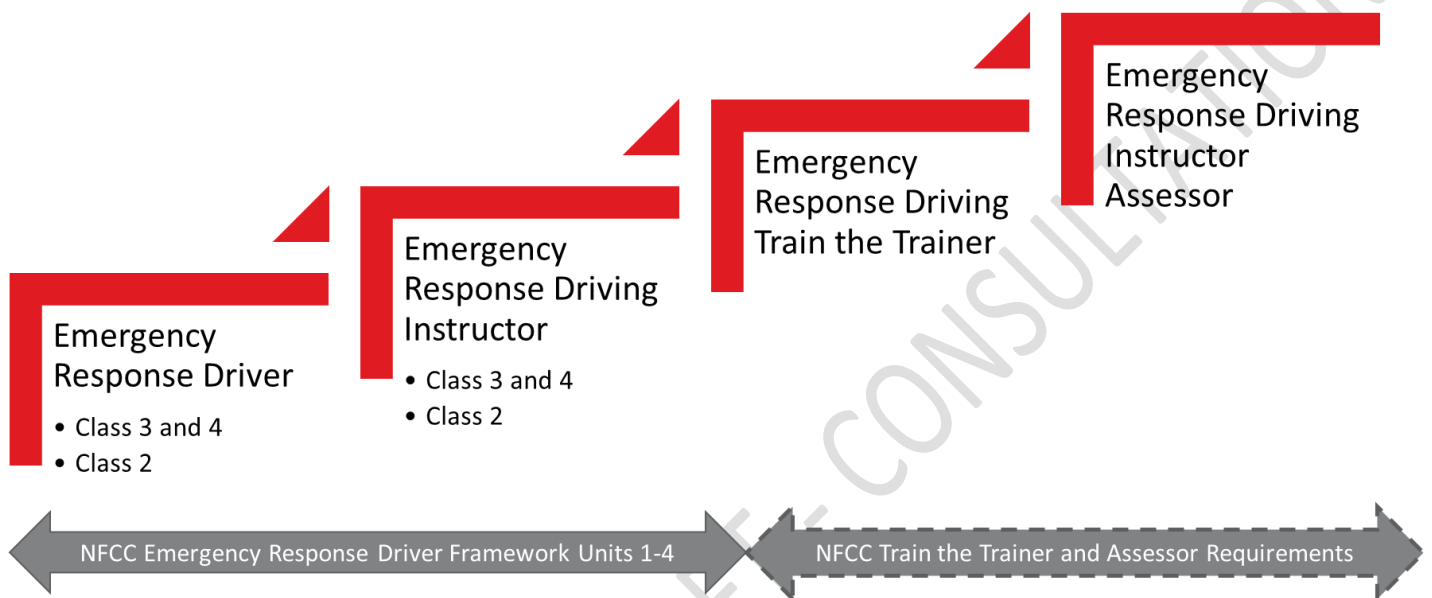 Emergency
Response Driver
• Class 3 and 4
• Class 2
Emergency
Response Driving
Instructor
• Class 3 and 4
• Class 2
Emergency
Response Driving
Train the Trainer
Emergency
Response Driving
Instructor
Assessor
NFCC Emergency Response Driver Framework Units 1-4
NFCC Train the Trainer and Assessor Requirements
E_ CONSULTATION